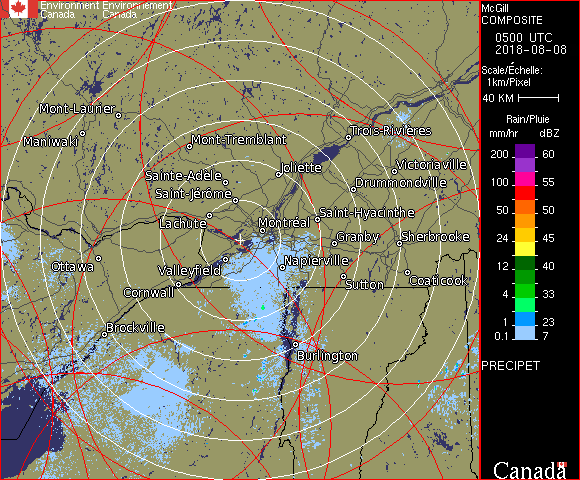 Environment Environnement
Canada Canada
Mont-Laurier
Maniwaki
Mont-Tremblant
Trois-Rivières
Joliette
Victoriaville
Sainte-Adèle
Drummondville
Saint-Jérôme
Lachute
Saint-Hyacinthe
Montréal
Granby
Sherbrooke
Ottawa
Valleyfield
Napierville
Cornwall
Sutton
Coaticook
Brockville
Burlington
McGill
COMPOSITE
0500 UTC
2018-08-08
Scale/Échelle:
1km/Pixel
40 KM
Rain/Pluie
mm/hr dBZ
200 60
55
100 55
50 50
24 45
12 40
4 33
1 23
0.1 7
PRECIPET
Canada